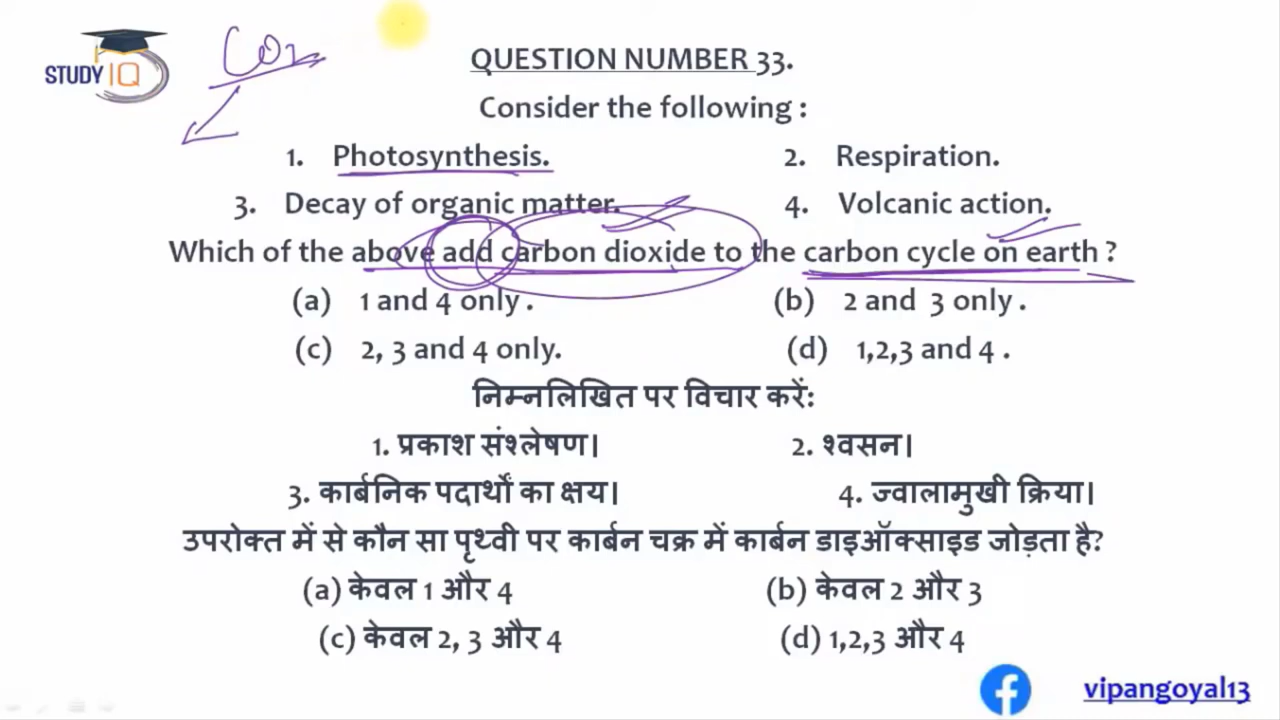 STUDY IQ
CO₂
QUESTION NUMBER 33.
Consider the following :
1. Photosynthesis. 2. Respiration.
3. Decay of organic matter. 4. Volcanic action.
Which of the above add carbon dioxide to the carbon cycle on earth ?
(a) 1 and 4 only . (b) 2 and 3 only .
(c) 2, 3 and 4 only. (d) 1,2,3 and 4 .
निम्नलिखित पर विचार करें:
1. प्रकाश संश्लेषण। 2. श्वसन।
3. कार्बनिक पदार्थों का क्षय। 4. ज्वालामुखी क्रिया।
उपरोक्त में से कौन सा पृथ्वी पर कार्बन चक्र में कार्बन डाइऑक्साइड जोड़ता है?
(a) केवल 1 और 4 (b) केवल 2 और 3
(c) केवल 2, 3 और 4 (d) 1,2,3 और 4
vipangoyal13